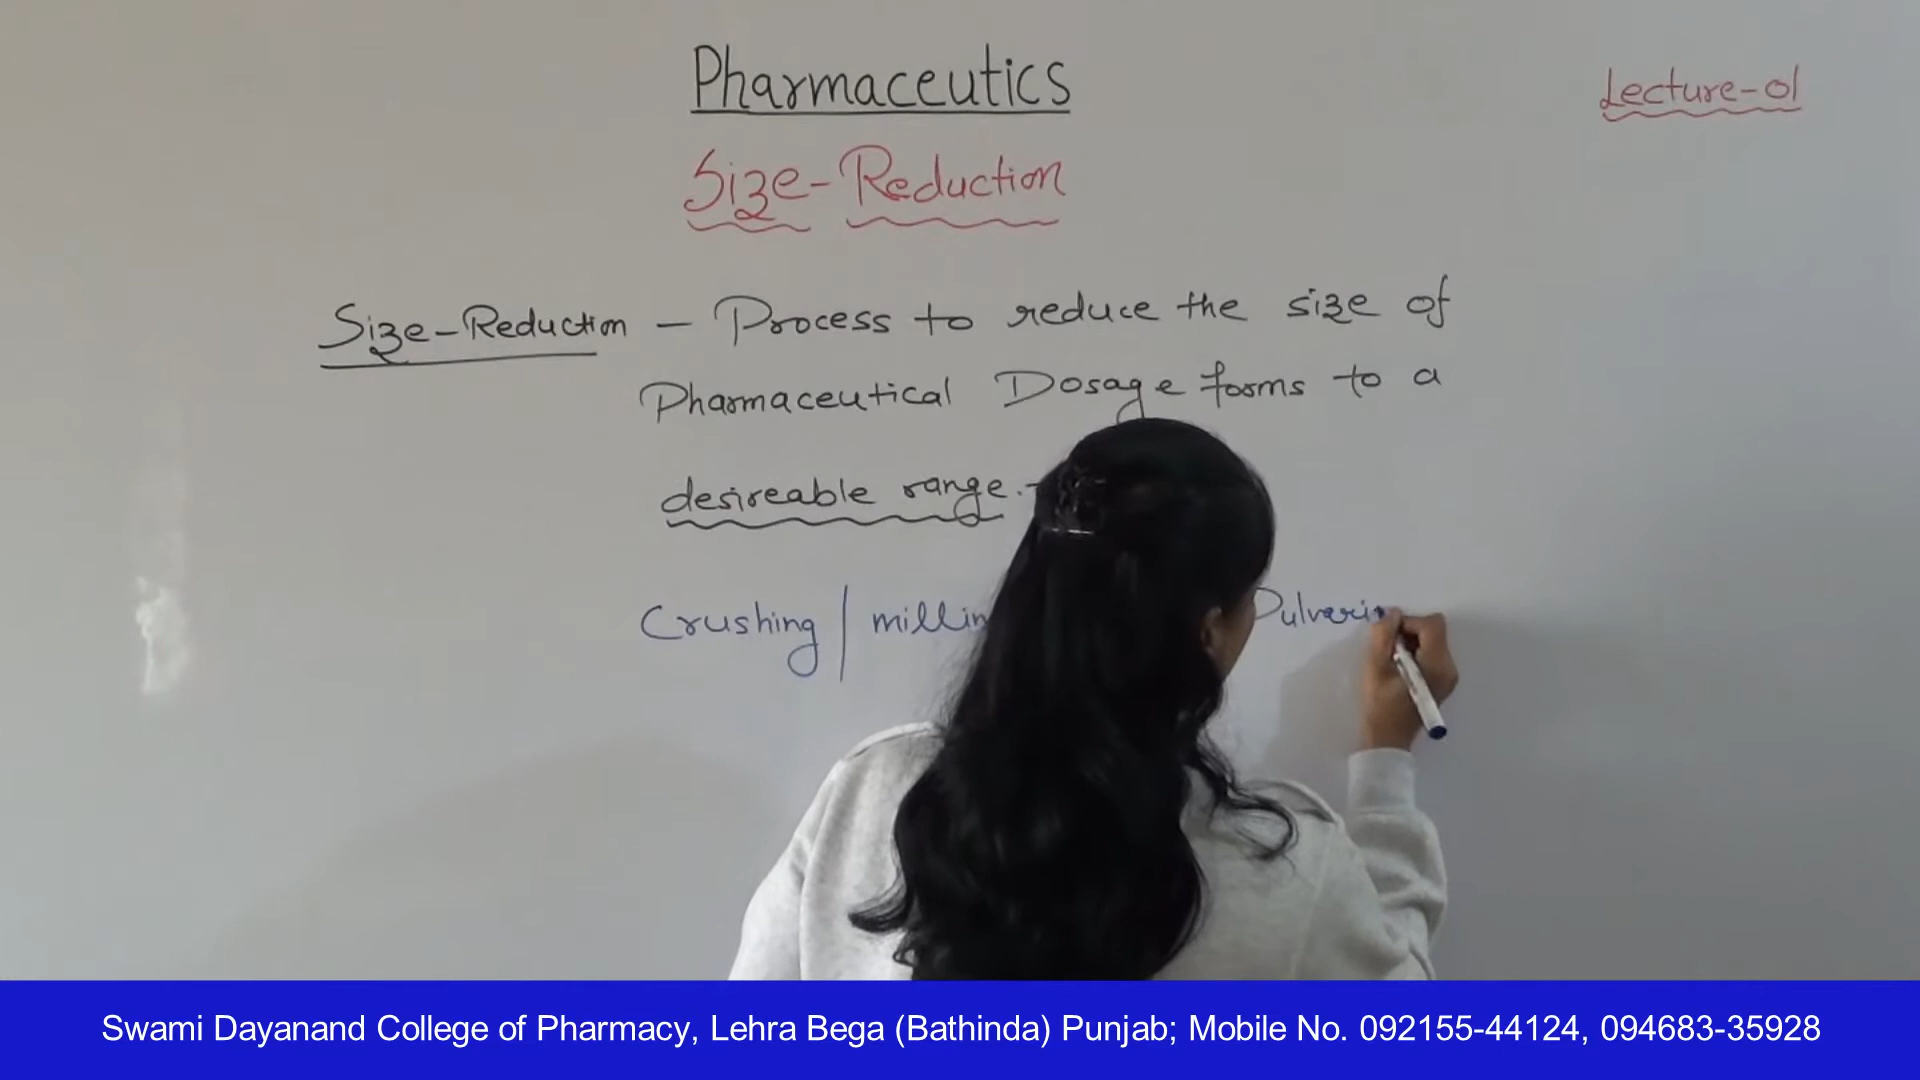 Pharmaceutics
Lecture-01
Size-Reduction
Size-Reduction — Process to reduce the size of
Pharmaceutical Dosage forms to a
desireable range.
Crushing /
Swami Dayanand College of Pharmacy, Lehra Bega (Bathinda) Punjab; Mobile No. 092155-44124, 094683-35928